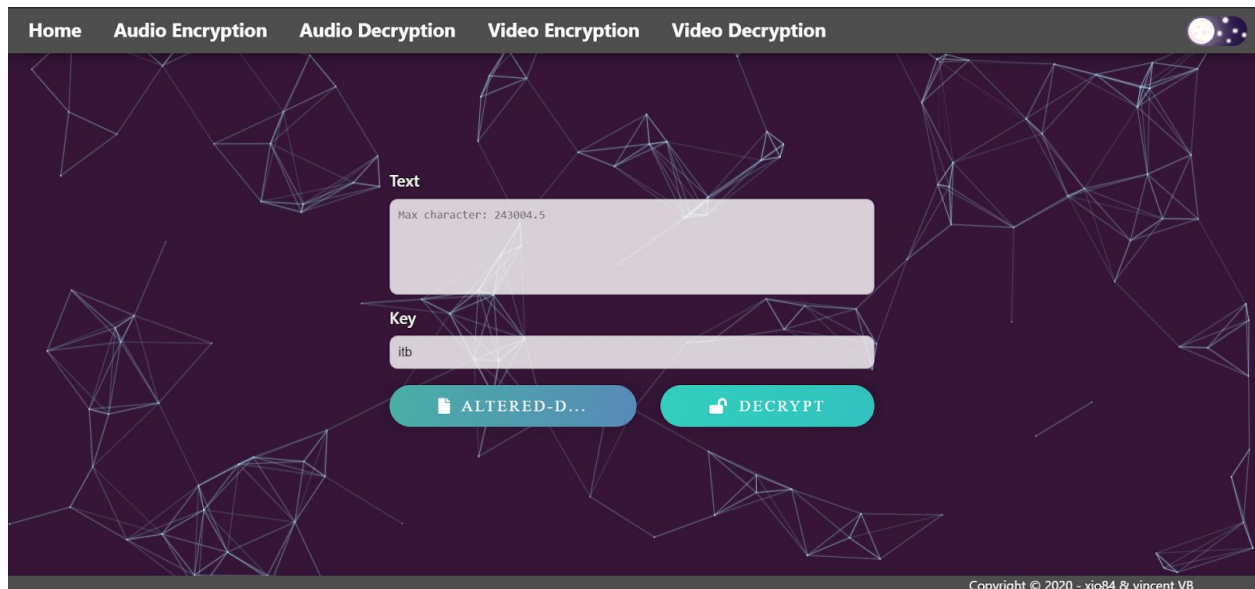 Home Audio Encryption Audio Decryption Video Encryption Video Decryption
Text
Max character: 243004.5
Key
itb
ALTERED-D... DECRYPT
Copyright © 2020 - xio84 & vincent VB